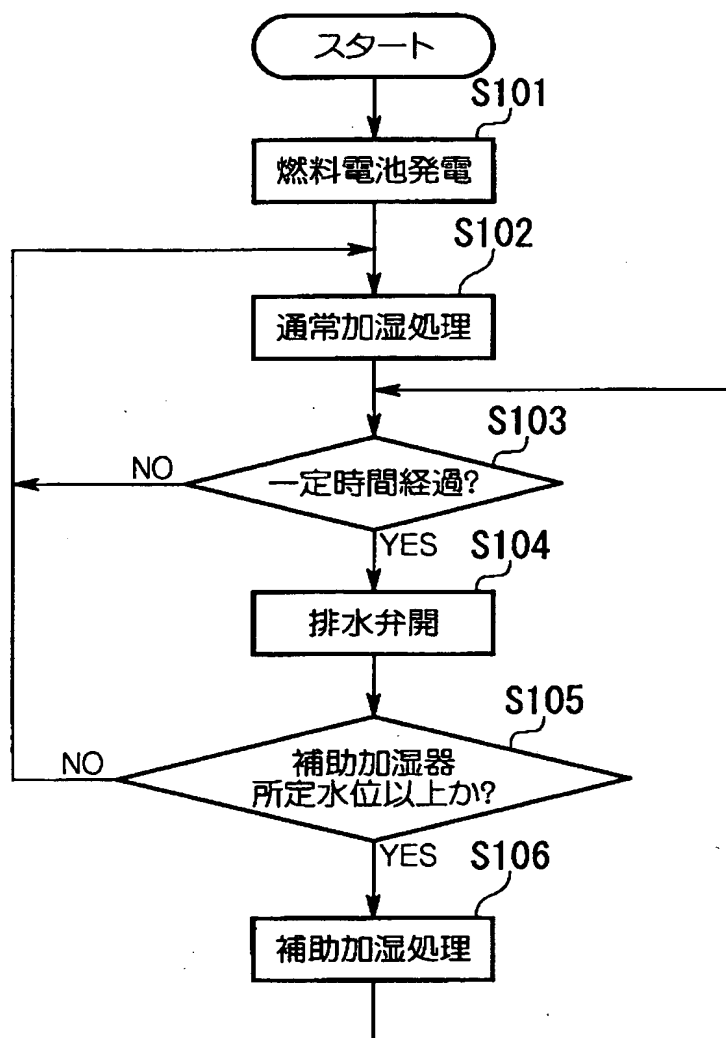 スタート
S101
燃料電池発電
S102
通常加湿処理
S103
NO
一定時間経過?
YES
S104
排水弁開
S105
NO
補助加湿器
所定水位以上か?
YES
S106
補助加湿処理